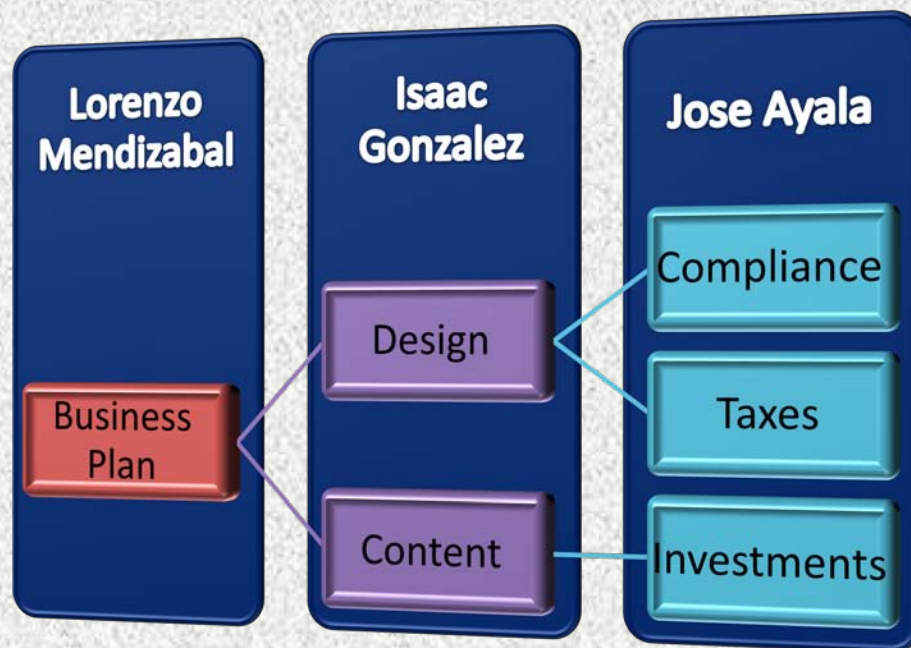 Lorenzo
Mendizabal
Business
Plan
Isaac
Gonzalez
Design
Content
Jose Ayala
Compliance
Taxes
Investments